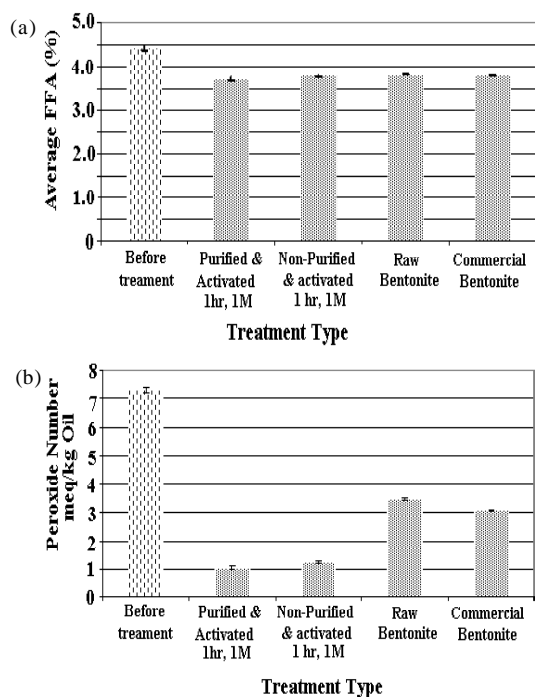 (a)
Average FFA (%)
5.0
4.0
3.0
2.0
1.0
0
Before
treament
Purified &
Activated
1hr, 1M
Non-Purified
& activated
1 hr, 1M
Raw
Bentonite
Commercial
Bentonite
Treatment Type
(b)
Peroxide Number
meq/kg Oil
8
7
6
5
4
3
2
1
0
Before
treament
Purified &
Activated
1hr, 1M
Non-Purified
& activated
1 hr, 1M
Raw
Bentonite
Commercial
Bentonite
Treatment Type